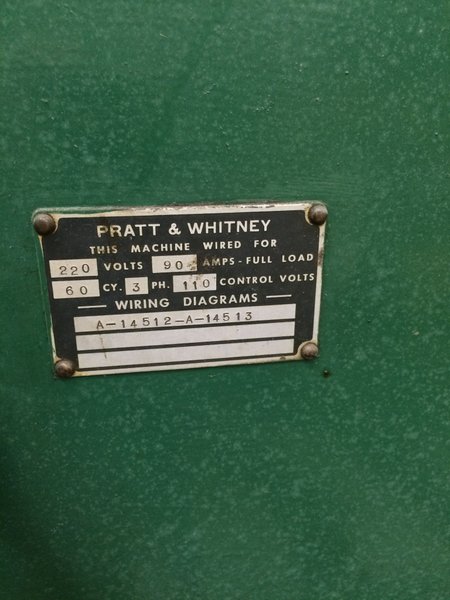 PRATT & WHITNEY
THIS MACHINE WIRED FOR
220 VOLTS 90 AMPS-FULL LOAD
60 CY. 3 PH. 110 CONTROL VOLTS
WIRING DIAGRAMS
A-14512-A-14513